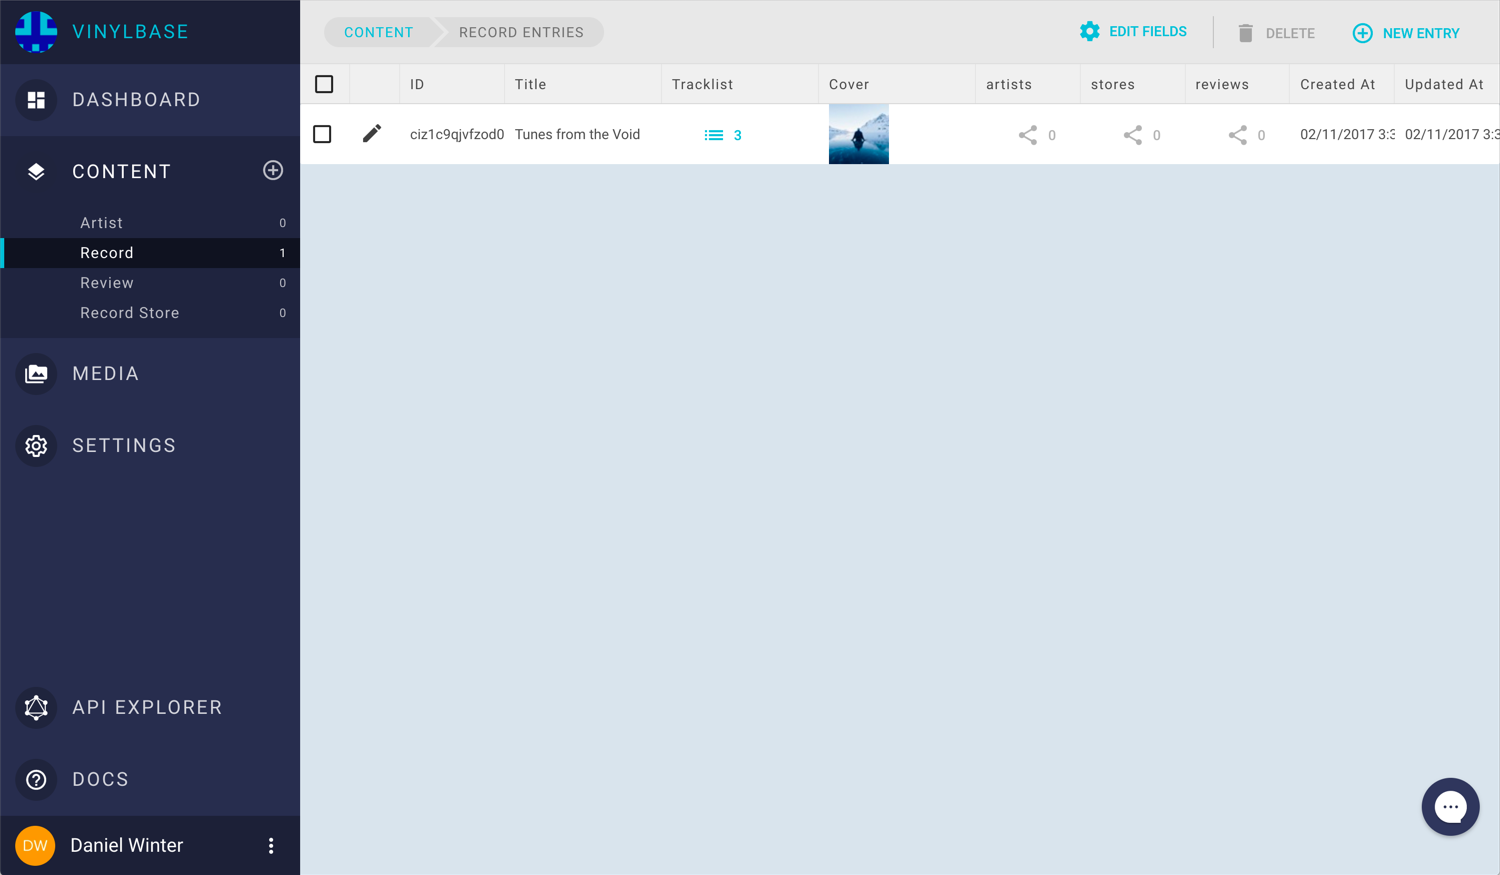 VINYLBASE
DASHBOARD
CONTENT
Artist 0
Record 1
Review 0
Record Store 0
MEDIA
SETTINGS
API EXPLORER
DOCS
DW Daniel Winter
CONTENT RECORD ENTRIES EDIT FIELDS DELETE NEW ENTRY
ID Title Tracklist Cover artists stores reviews Created At Updated At
ciz1c9qjvfzod0 Tunes from the Void 3 0 0 0 02/11/2017 3:3 02/11/2017 3:3